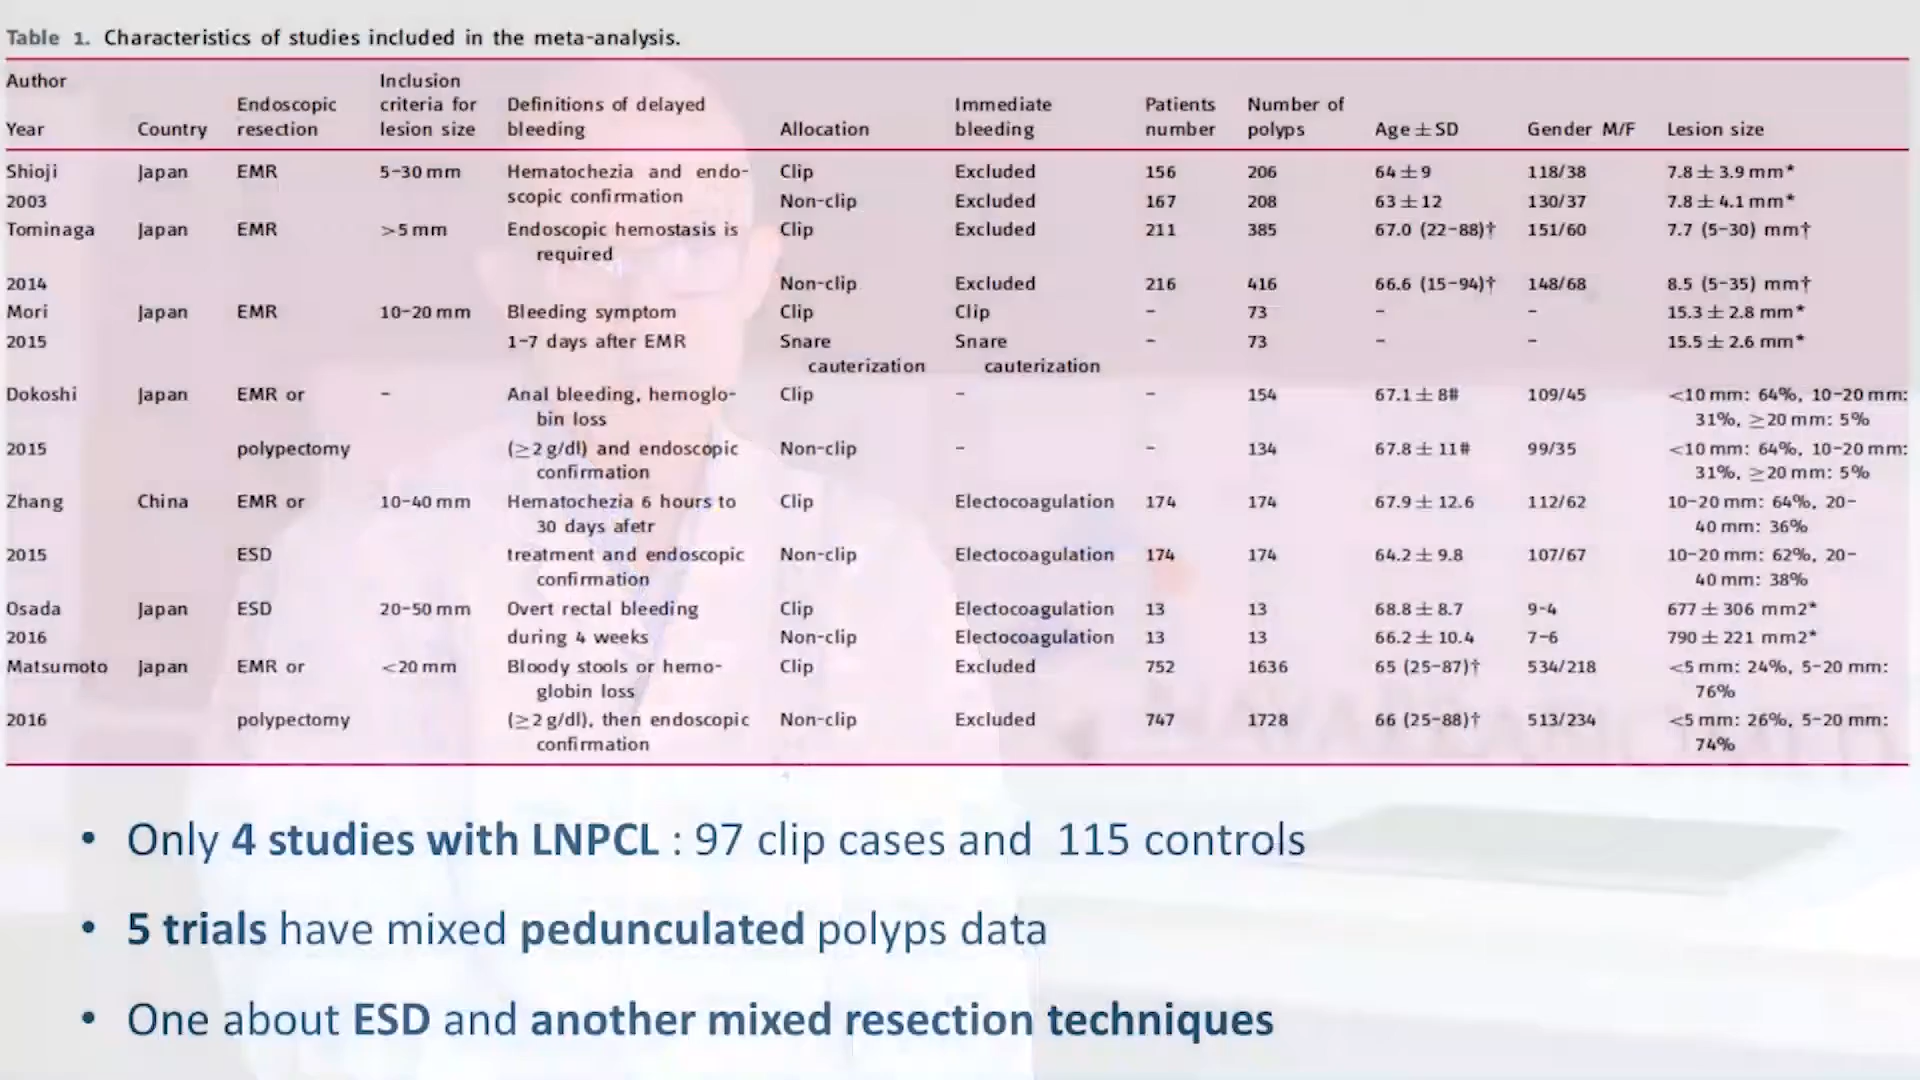 Table 1. Characteristics of studies included in the meta-analysis.
Author Inclusion
Endoscopic criteria for Definitions of delayed Immediate Patients Number of
Year Country resection lesion size bleeding Allocation bleeding number polyps Age ± SD Gender M/F Lesion size
Shioji Japan EMR 5–30 mm Hematochezia and endo- Clip Excluded 156 206 64 ± 9 118/38 7.8 ± 3.9 mm*
2003 scopic confirmation Non-clip Excluded 167 208 63 ± 12 130/37 7.8 ± 4.1 mm*
Tominaga Japan EMR >5 mm Endoscopic hemostasis is Clip Excluded 211 385 67.0 (22–88)† 151/60 7.7 (5–30) mm†
required
2014 Non-clip Excluded 216 416 66.6 (15–94)† 148/68 8.5 (5–35) mm†
Mori Japan EMR 10–20 mm Bleeding symptom Clip Clip – 73 – – 15.3 ± 2.8 mm*
2015 1–7 days after EMR Snare Snare – 73 – – 15.5 ± 2.6 mm*
cauterization cauterization
Dokoshi Japan EMR or – Anal bleeding, hemoglo- Clip – – 154 67.1 ± 8# 109/45 <10 mm: 64%, 10–20 mm:
bin loss 31%, ≥20 mm: 5%
2015 polypectomy (≥2 g/dl) and endoscopic Non-clip – – 134 67.8 ± 11# 99/35 <10 mm: 64%, 10–20 mm:
confirmation 31%, ≥20 mm: 5%
Zhang China EMR or 10–40 mm Hematochezia 6 hours to Clip Electocoagulation 174 174 67.9 ± 12.6 112/62 10–20 mm: 64%, 20–
30 days afetr 40 mm: 36%
2015 ESD treatment and endoscopic Non-clip Electocoagulation 174 174 64.2 ± 9.8 107/67 10–20 mm: 62%, 20–
confirmation 40 mm: 38%
Osada Japan ESD 20–50 mm Overt rectal bleeding Clip Electocoagulation 13 13 68.8 ± 8.7 9-4 677 ± 306 mm2*
2016 during 4 weeks Non-clip Electocoagulation 13 13 66.2 ± 10.4 7–6 790 ± 221 mm2*
Matsumoto Japan EMR or <20 mm Bloody stools or hemo- Clip Excluded 752 1636 65 (25–87)† 534/218 <5 mm: 24%, 5–20 mm:
globin loss 76%
2016 polypectomy (≥2 g/dl), then endoscopic Non-clip Excluded 747 1728 66 (25–88)† 513/234 <5 mm: 26%, 5–20 mm:
confirmation 74%
• Only 4 studies with LNPCL : 97 clip cases and 115 controls
• 5 trials have mixed pedunculated polyps data
• One about ESD and another mixed resection techniques